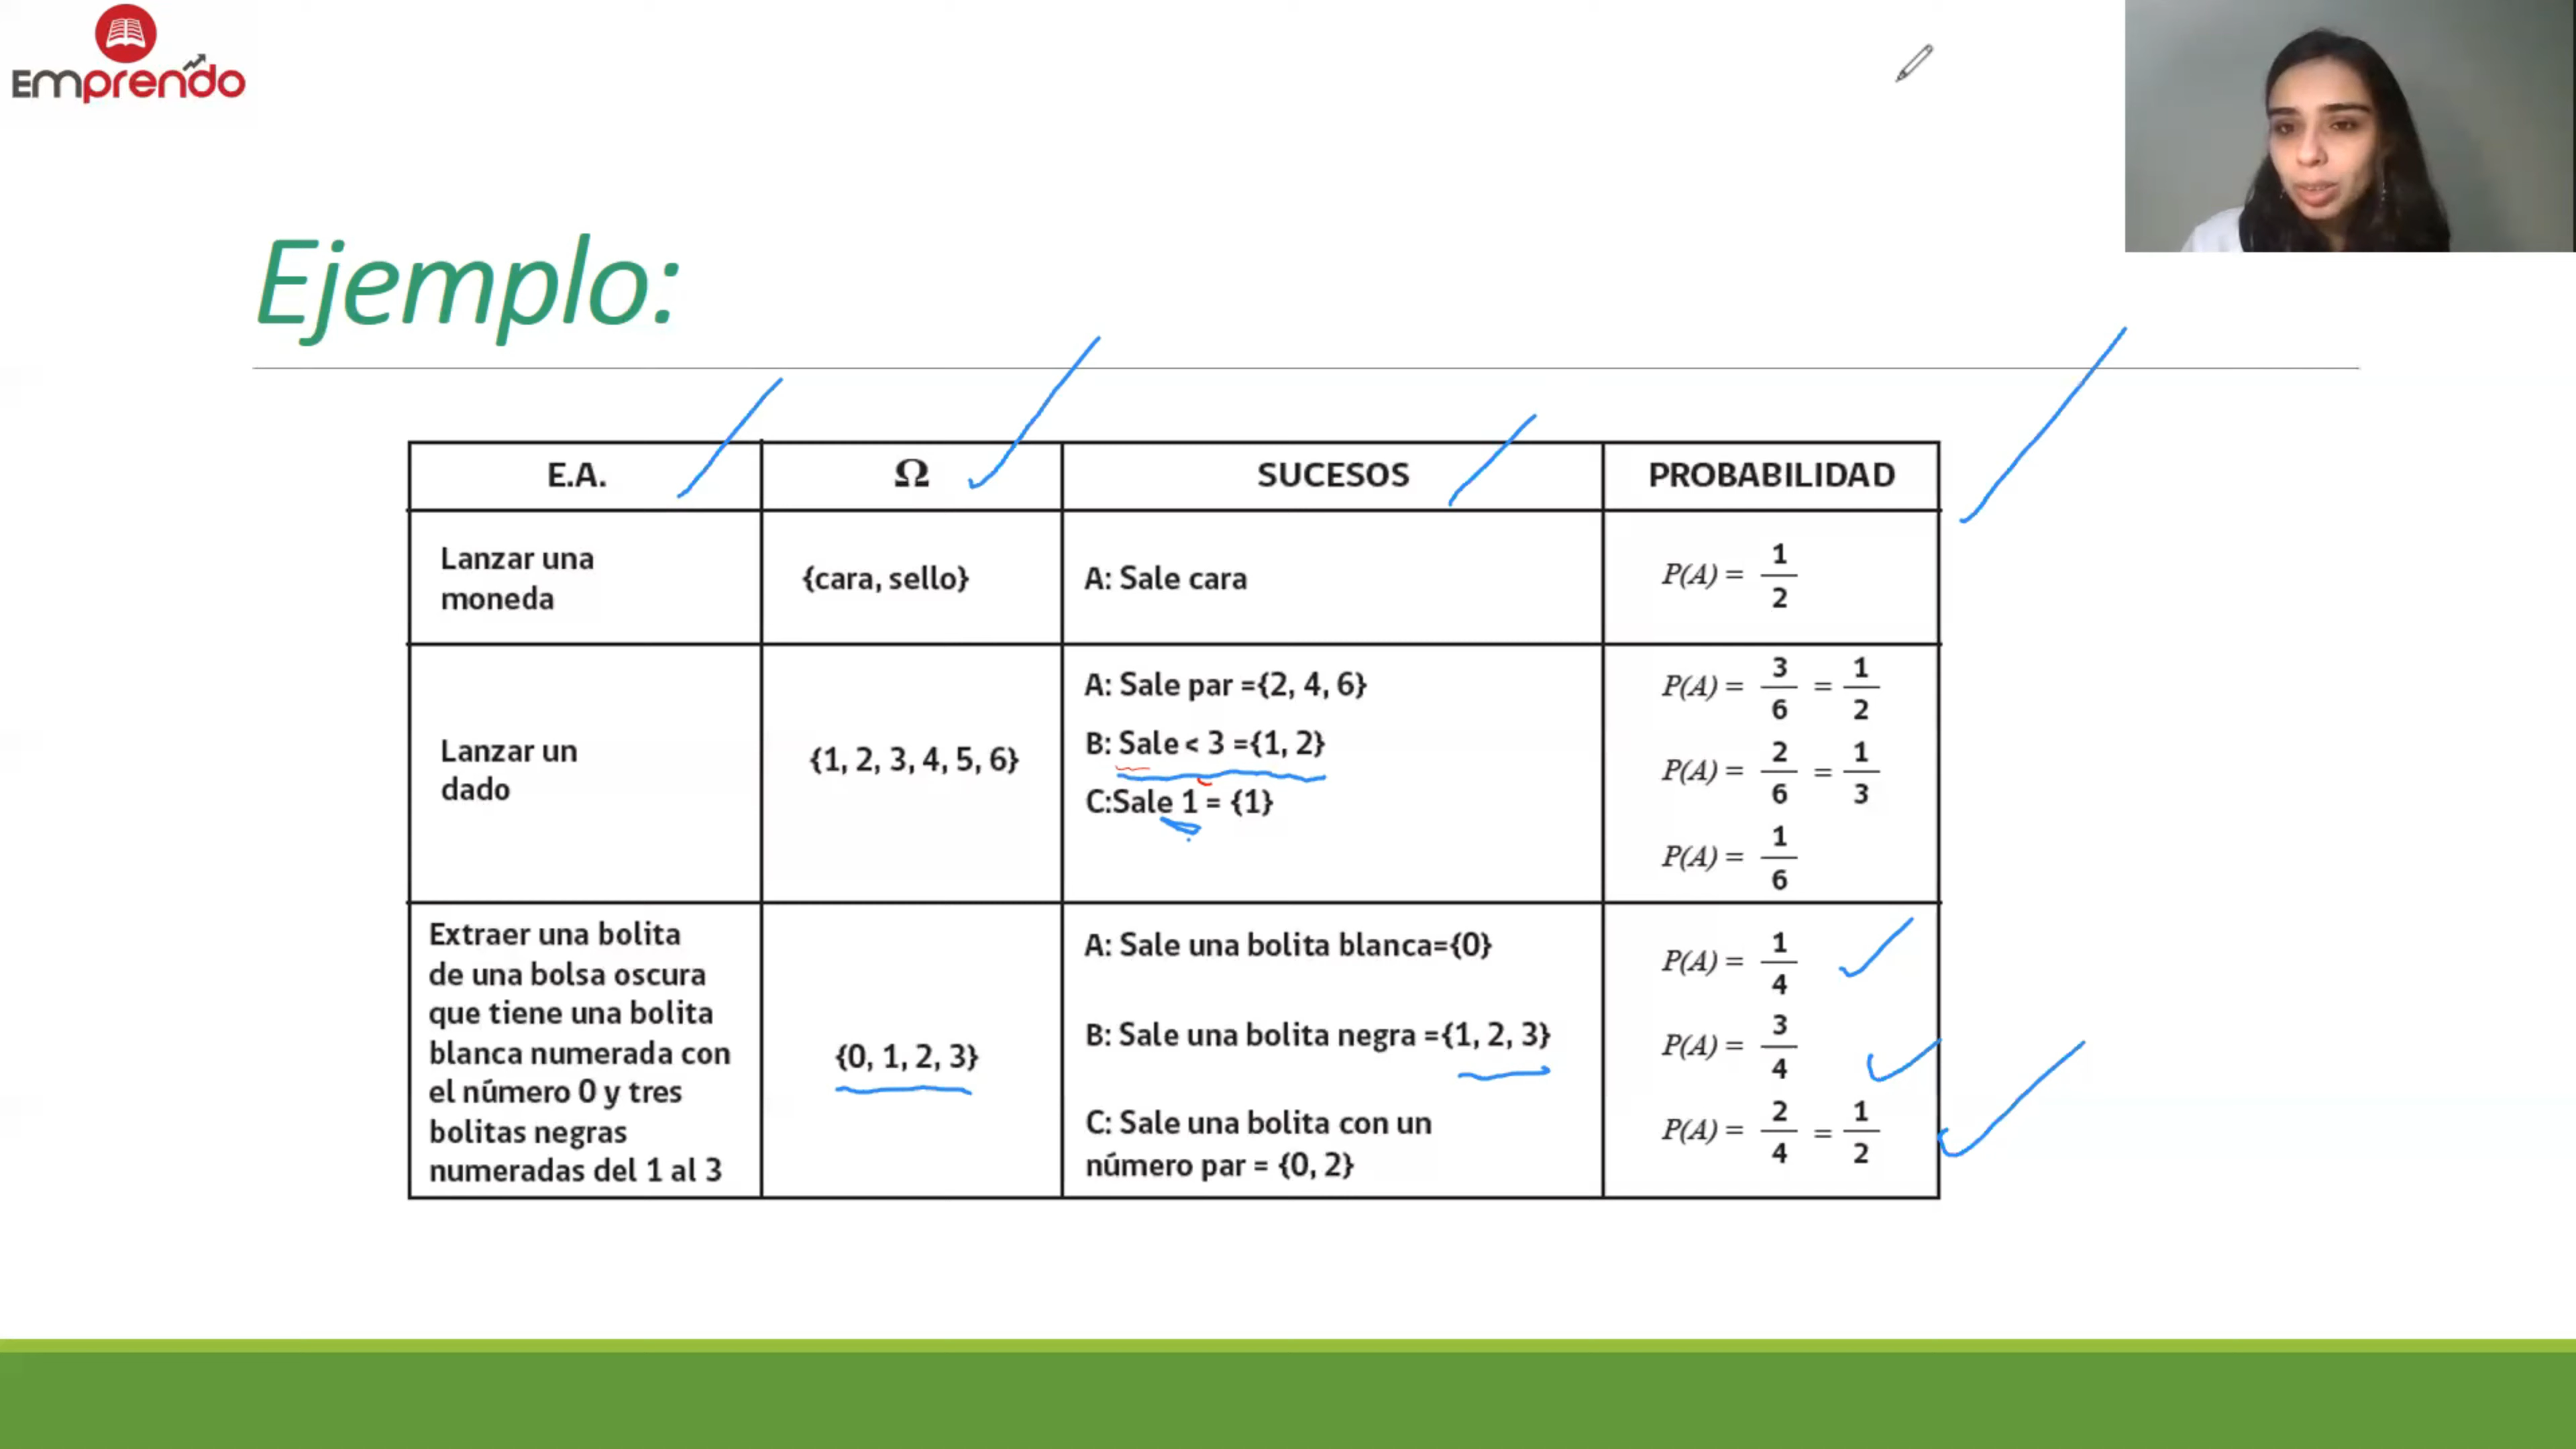 Emprendo
Ejemplo:
E.A.
Ω
SUCESOS
PROBABILIDAD
Lanzar una
moneda
{cara, sello}
A: Sale cara
P(A) = 1/2
Lanzar un
dado
{1, 2, 3, 4, 5, 6}
A: Sale par ={2, 4, 6}
B: Sale < 3 ={1, 2}
C:Sale 1 = {1}
P(A) = 3/6 = 1/2
P(A) = 2/6 = 1/3
P(A) = 1/6
Extraer una bolita
de una bolsa oscura
que tiene una bolita
blanca numerada con
el número 0 y tres
bolitas negras
numeradas del 1 al 3
{0, 1, 2, 3}
A: Sale una bolita blanca={0}
B: Sale una bolita negra ={1, 2, 3}
C: Sale una bolita con un
número par = {0, 2}
P(A) = 1/4
P(A) = 3/4
P(A) = 2/4 = 1/2